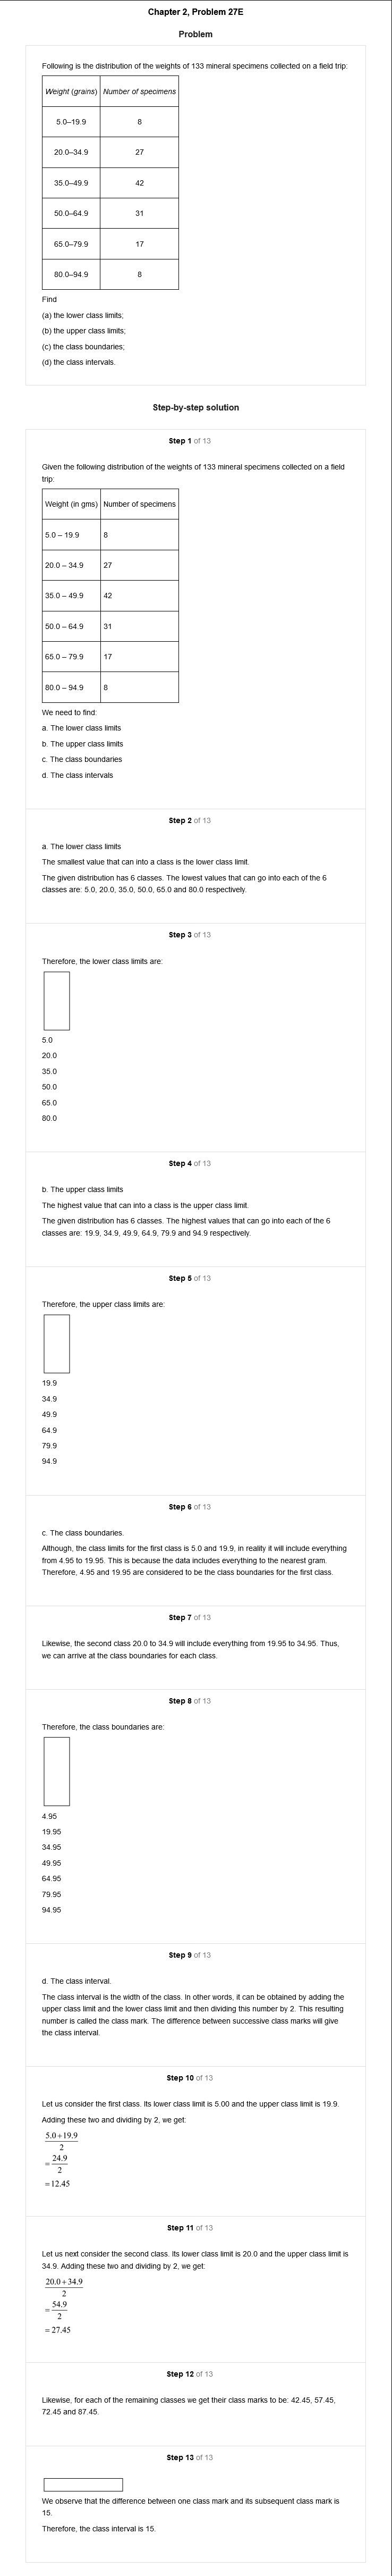 Chapter 2, Problem 27E
Problem
Following is the distribution of the weights of 133 mineral specimens collected on a field trip:
Weight (grains) Number of specimens
5.0–19.9 8
20.0–34.9 27
35.0–49.9 42
50.0–64.9 31
65.0–79.9 17
80.0–94.9 8
Find
(a) the lower class limits;
(b) the upper class limits;
(c) the class boundaries;
(d) the class intervals.
Step-by-step solution
Step 1 of 13
Given the following distribution of the weights of 133 mineral specimens collected on a field
trip:
Weight (in gms) Number of specimens
5.0 – 19.9 8
20.0 – 34.9 27
35.0 – 49.9 42
50.0 – 64.9 31
65.0 – 79.9 17
80.0 – 94.9 8
We need to find:
a. The lower class limits
b. The upper class limits
c. The class boundaries
d. The class intervals
Step 2 of 13
a. The lower class limits
The smallest value that can into a class is the lower class limit.
The given distribution has 6 classes. The lowest values that can go into each of the 6
classes are: 5.0, 20.0, 35.0, 50.0, 65.0 and 80.0 respectively.
Step 3 of 13
Therefore, the lower class limits are:
5.0
20.0
35.0
50.0
65.0
80.0
Step 4 of 13
b. The upper class limits
The highest value that can into a class is the upper class limit.
The given distribution has 6 classes. The highest values that can go into each of the 6
classes are: 19.9, 34.9, 49.9, 64.9, 79.9 and 94.9 respectively.
Step 5 of 13
Therefore, the upper class limits are:
19.9
34.9
49.9
64.9
79.9
94.9
Step 6 of 13
c. The class boundaries.
Although, the class limits for the first class is 5.0 and 19.9, in reality it will include everything
from 4.95 to 19.95. This is because the data includes everything to the nearest gram.
Therefore, 4.95 and 19.95 are considered to be the class boundaries for the first class.
Step 7 of 13
Likewise, the second class 20.0 to 34.9 will include everything from 19.95 to 34.95. Thus,
we can arrive at the class boundaries for each class.
Step 8 of 13
Therefore, the class boundaries are:
4.95
19.95
34.95
49.95
64.95
79.95
94.95
Step 9 of 13
d. The class interval.
The class interval is the width of the class. In other words, it can be obtained by adding the
upper class limit and the lower class limit and then dividing this number by 2. This resulting
number is called the class mark. The difference between successive class marks will give
the class interval.
Step 10 of 13
Let us consider the first class. Its lower class limit is 5.00 and the upper class limit is 19.9.
Adding these two and dividing by 2, we get:
5.0+19.9
2
= 24.9
2
= 12.45
Step 11 of 13
Let us next consider the second class. Its lower class limit is 20.0 and the upper class limit is
34.9. Adding these two and dividing by 2, we get:
20.0+34.9
2
= 54.9
2
= 27.45
Step 12 of 13
Likewise, for each of the remaining classes we get their class marks to be: 42.45, 57.45,
72.45 and 87.45.
Step 13 of 13
We observe that the difference between one class mark and its subsequent class mark is
15.
Therefore, the class interval is 15.